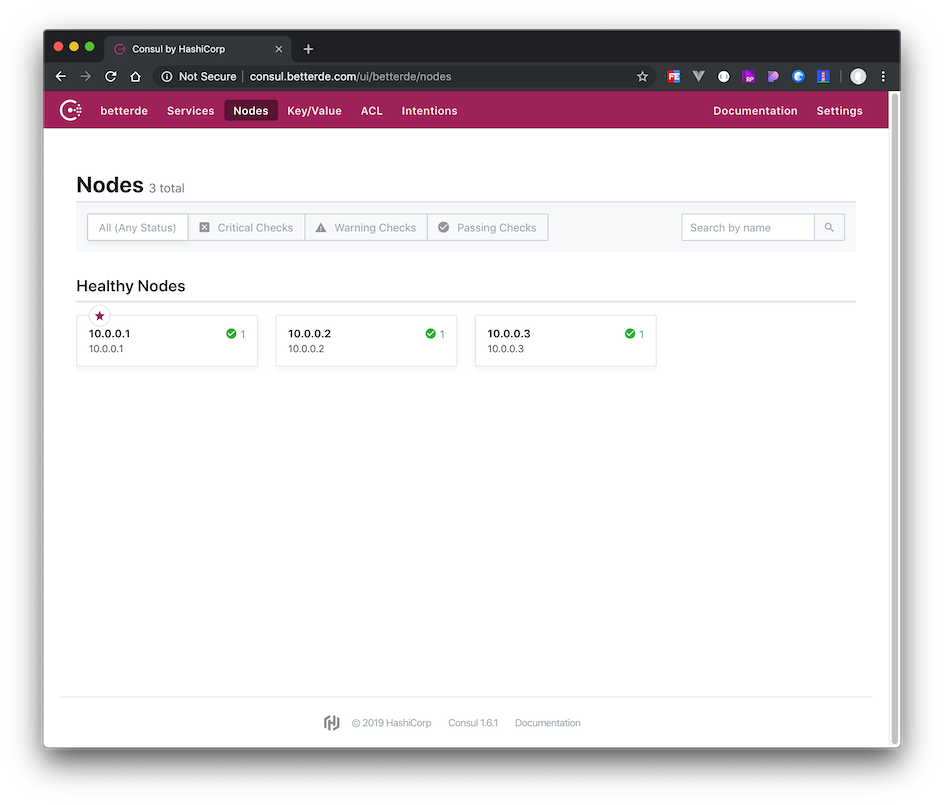 Consul by HashiCorp
Not Secure consul.betterde.com/ui/betterde/nodes
FE
RP
betterde Services Nodes Key/Value ACL Intentions Documentation Settings
Nodes 3 total
All (Any Status) Critical Checks Warning Checks Passing Checks Search by name
Healthy Nodes
10.0.0.1 1 10.0.0.2 1 10.0.0.3 1
10.0.0.1 10.0.0.2 10.0.0.3
© 2019 HashiCorp Consul 1.6.1 Documentation